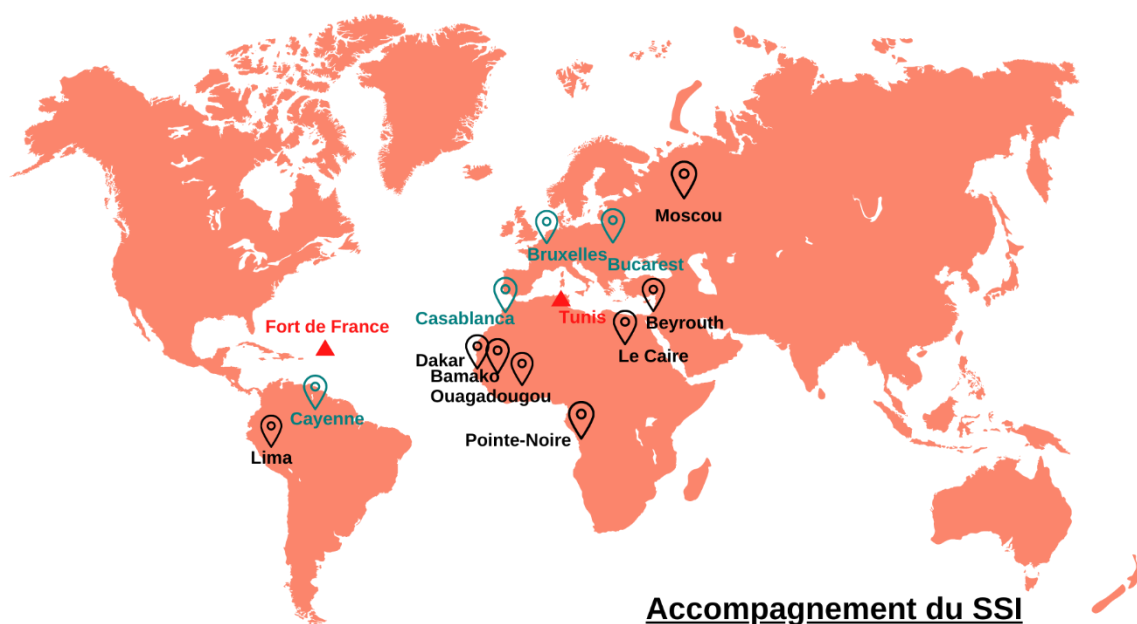 Moscou
Bruxelles
Bucarest
Casablanca
Tunis
Beyrouth
Fort de France
Le Caire
Dakar
Bamako
Ouagadougou
Cayenne
Pointe-Noire
Lima
Accompagnement du SSI